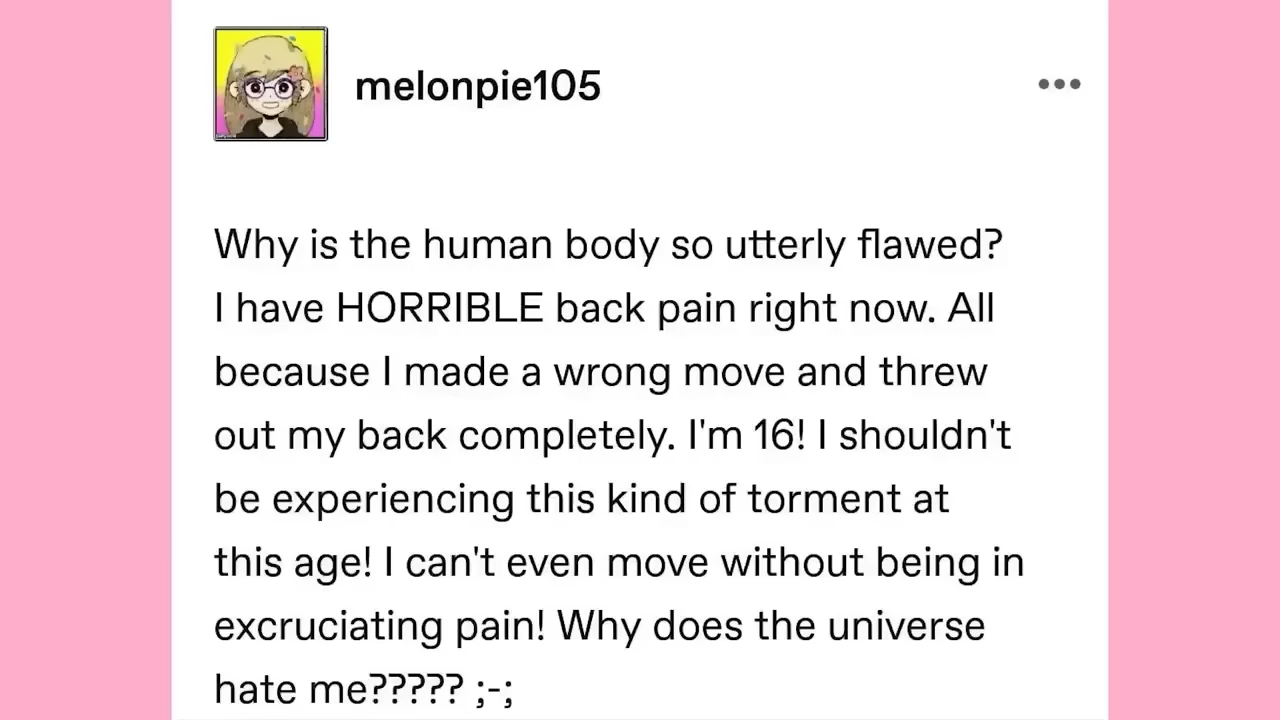 melonpie105
Why is the human body so utterly flawed?
I have HORRIBLE back pain right now. All
because I made a wrong move and threw
out my back completely. I'm 16! I shouldn't
be experiencing this kind of torment at
this age! I can't even move without being in
excruciating pain! Why does the universe
hate me????? ;-;